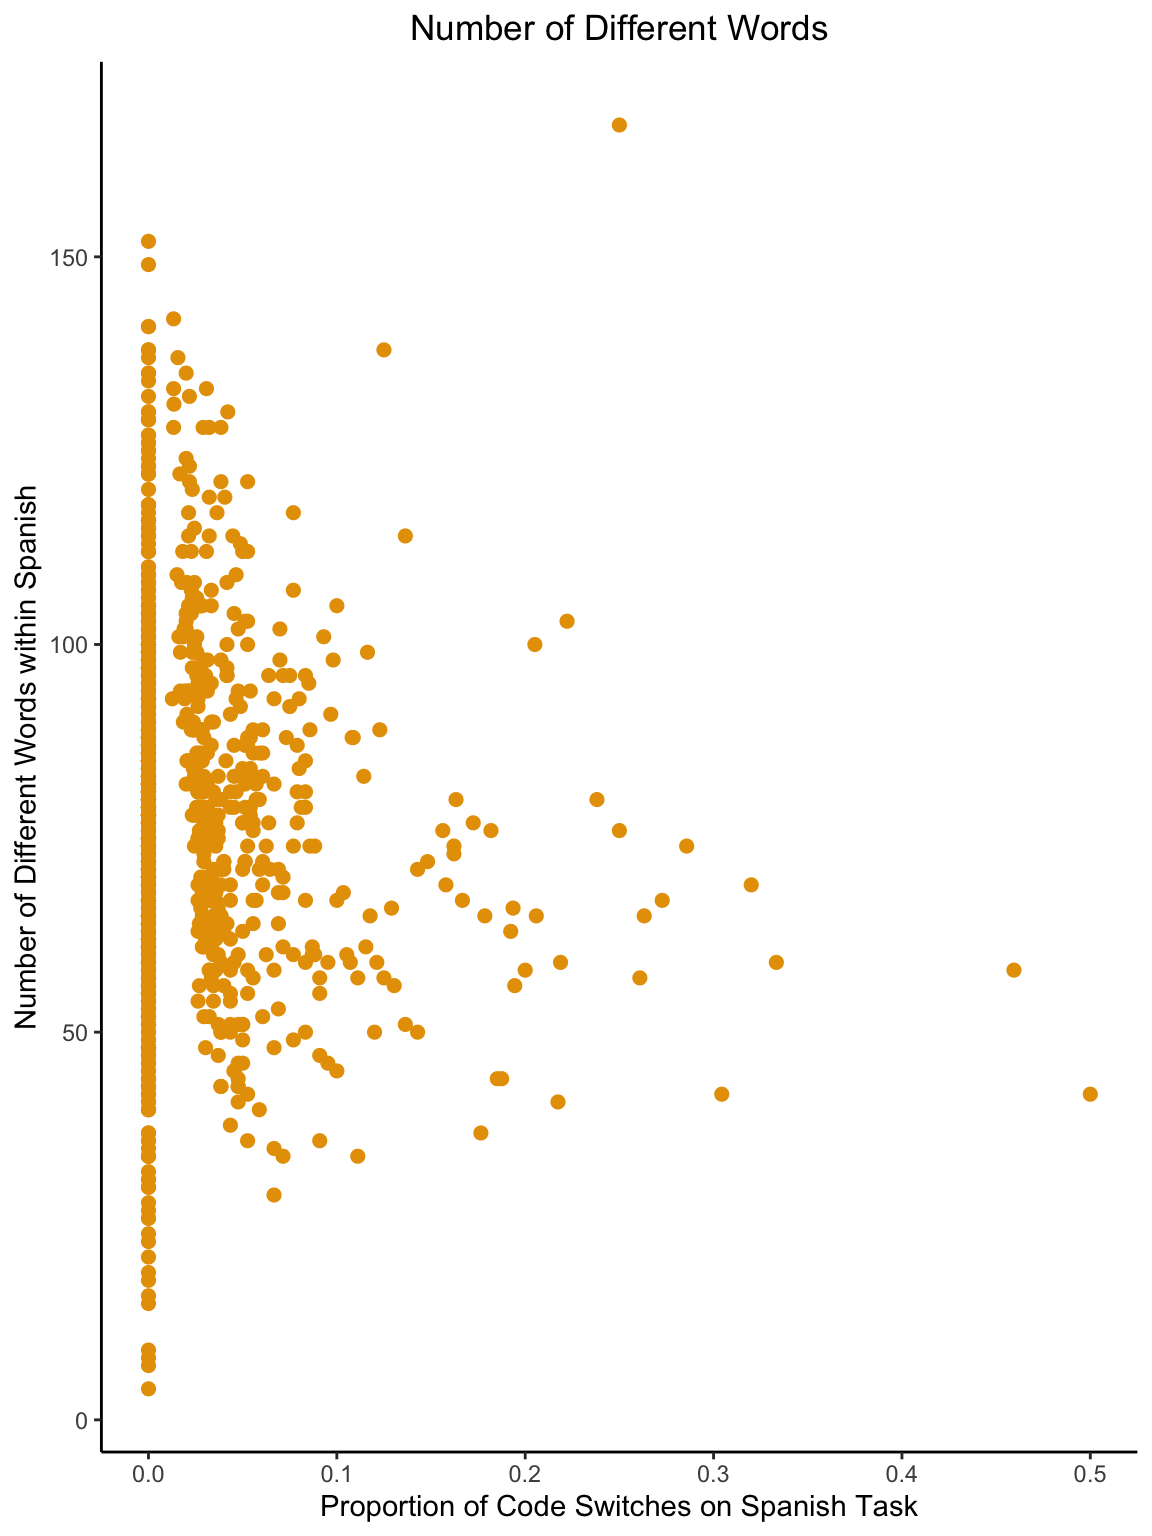 Number of Different Words
Number of Different Words within Spanish
150
100
50
0
0.0 0.1 0.2 0.3 0.4 0.5
Proportion of Code Switches on Spanish Task